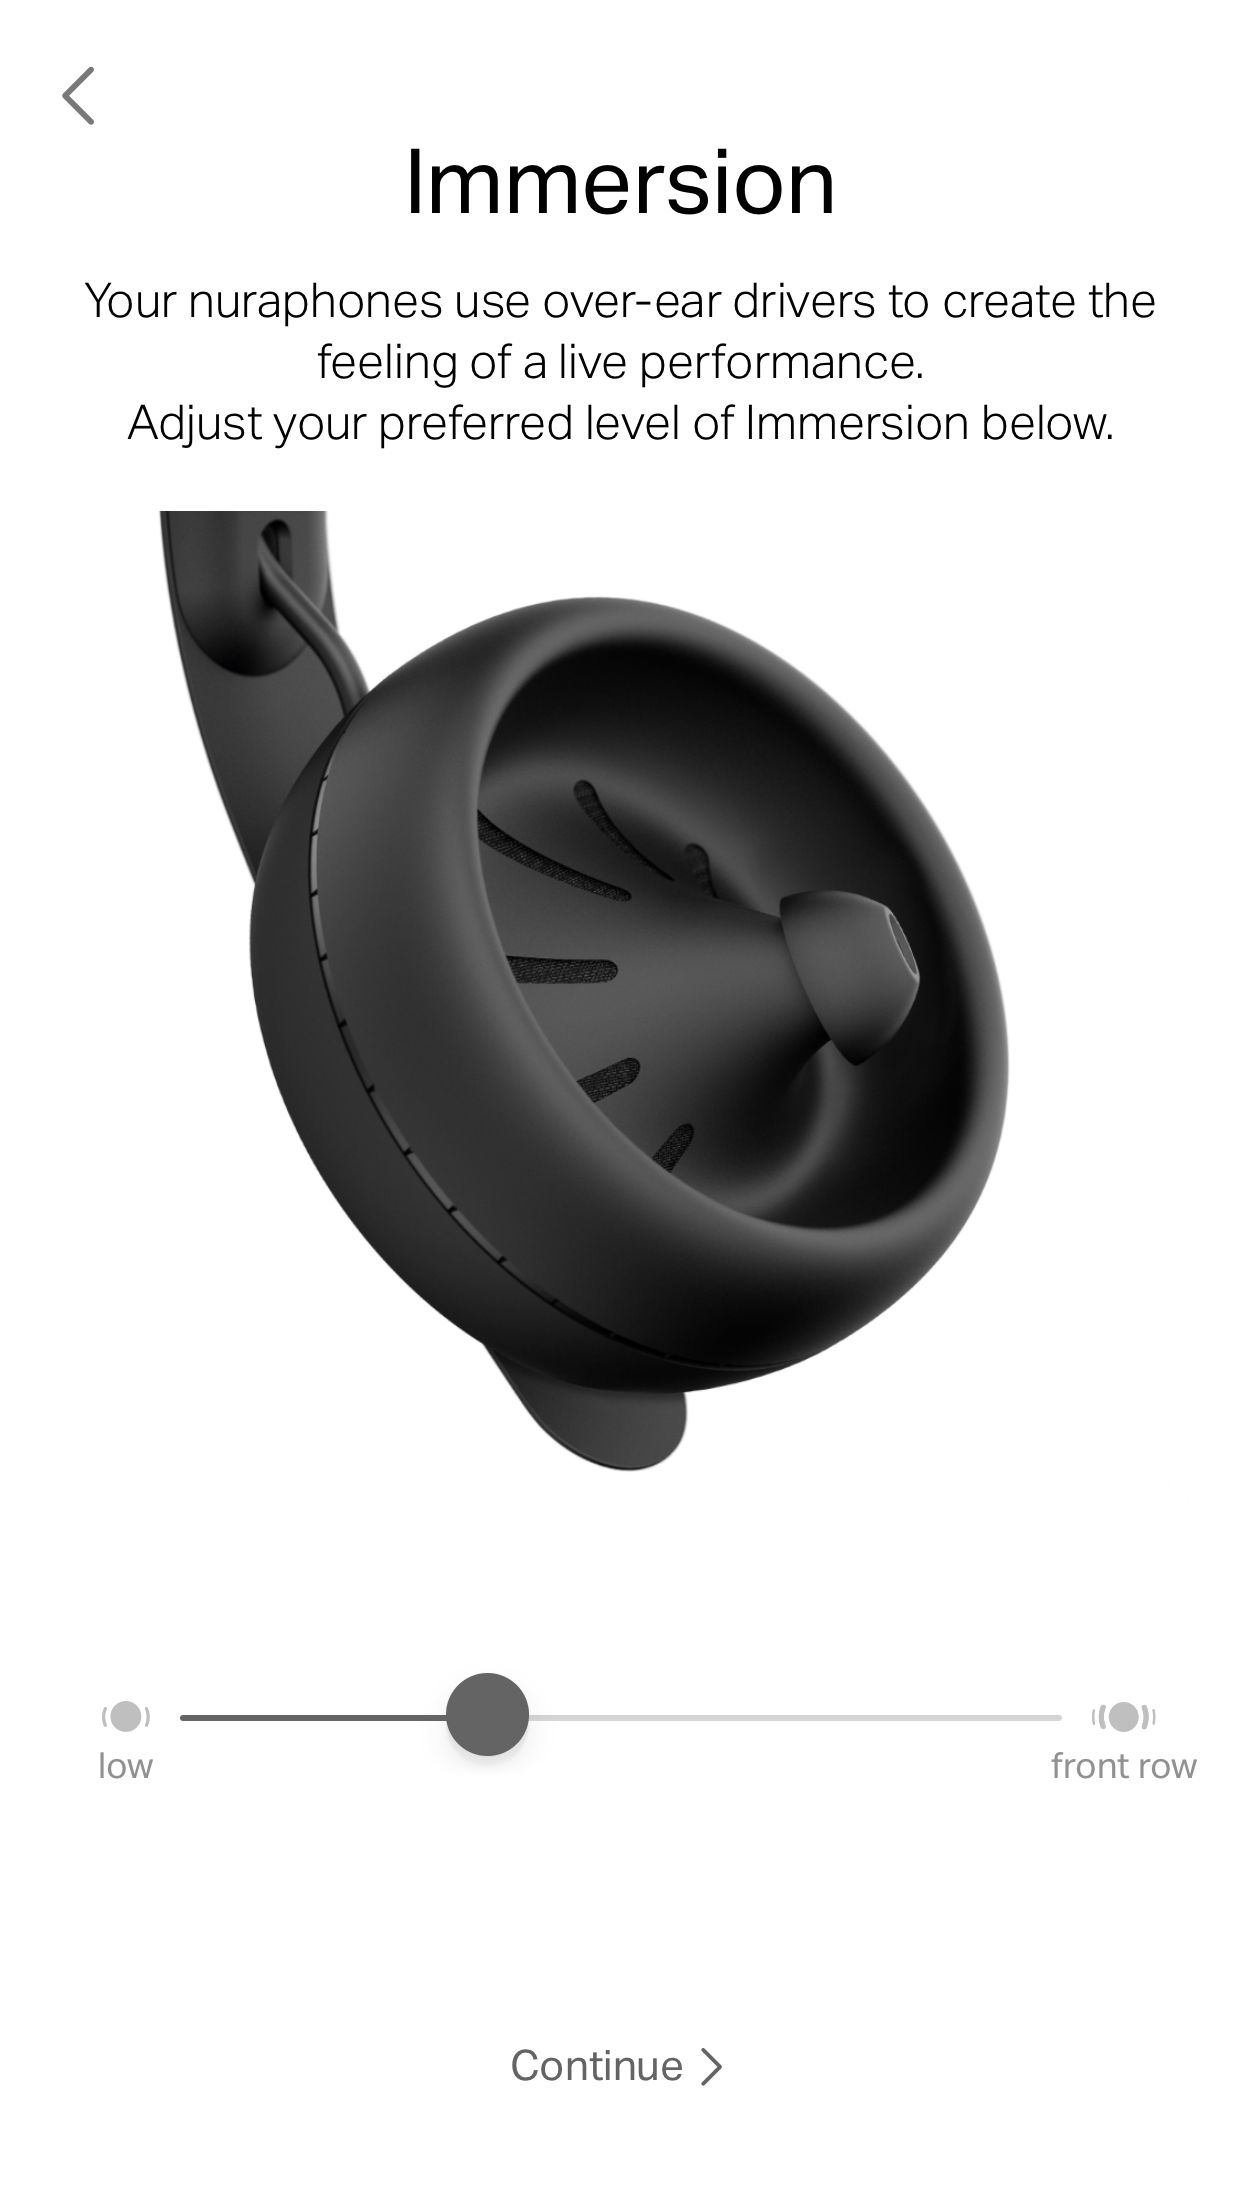 Immersion
Your nuraphones use over-ear drivers to create the
feeling of a live performance.
Adjust your preferred level of Immersion below.
low
front row
Continue